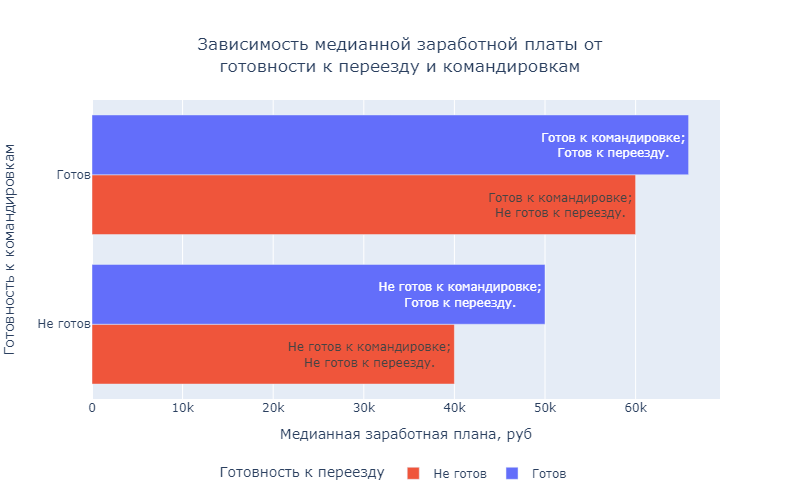 Зависимость медианной заработной платы от
готовности к переезду и командировкам
Готовность к командировкам
Готов
Готов к командировке;
Готов к переезду.
Готов к командировке;
Не готов к переезду.
Не готов
Не готов к командировке;
Готов к переезду.
Не готов к командировке;
Не готов к переезду.
0 10k 20k 30k 40k 50k 60k
Медианная заработная плана, руб
Готовность к переезду Не готов Готов